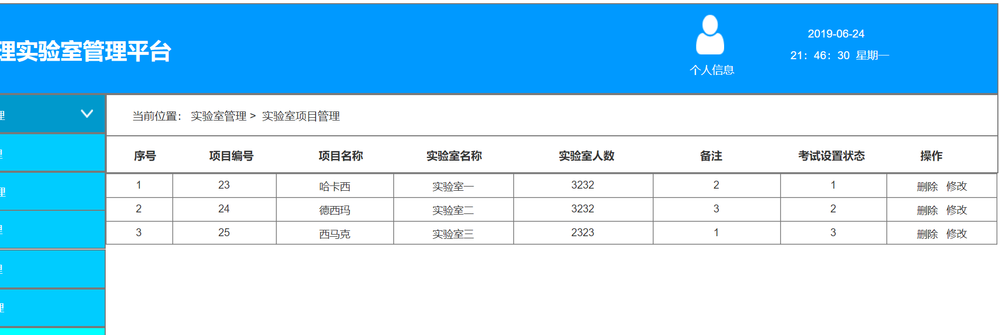 理实验室管理平台
个人信息
2019-06-24
21：46：30 星期一
理
当前位置： 实验室管理 > 实验室项目管理
序号 项目编号 项目名称 实验室名称 实验室人数 备注 考试设置状态 操作
1 23 哈卡西 实验室一 3232 2 1 删除 修改
2 24 德西玛 实验室二 3232 3 2 删除 修改
3 25 西马克 实验室三 2323 1 3 删除 修改
理
理
理
理
理